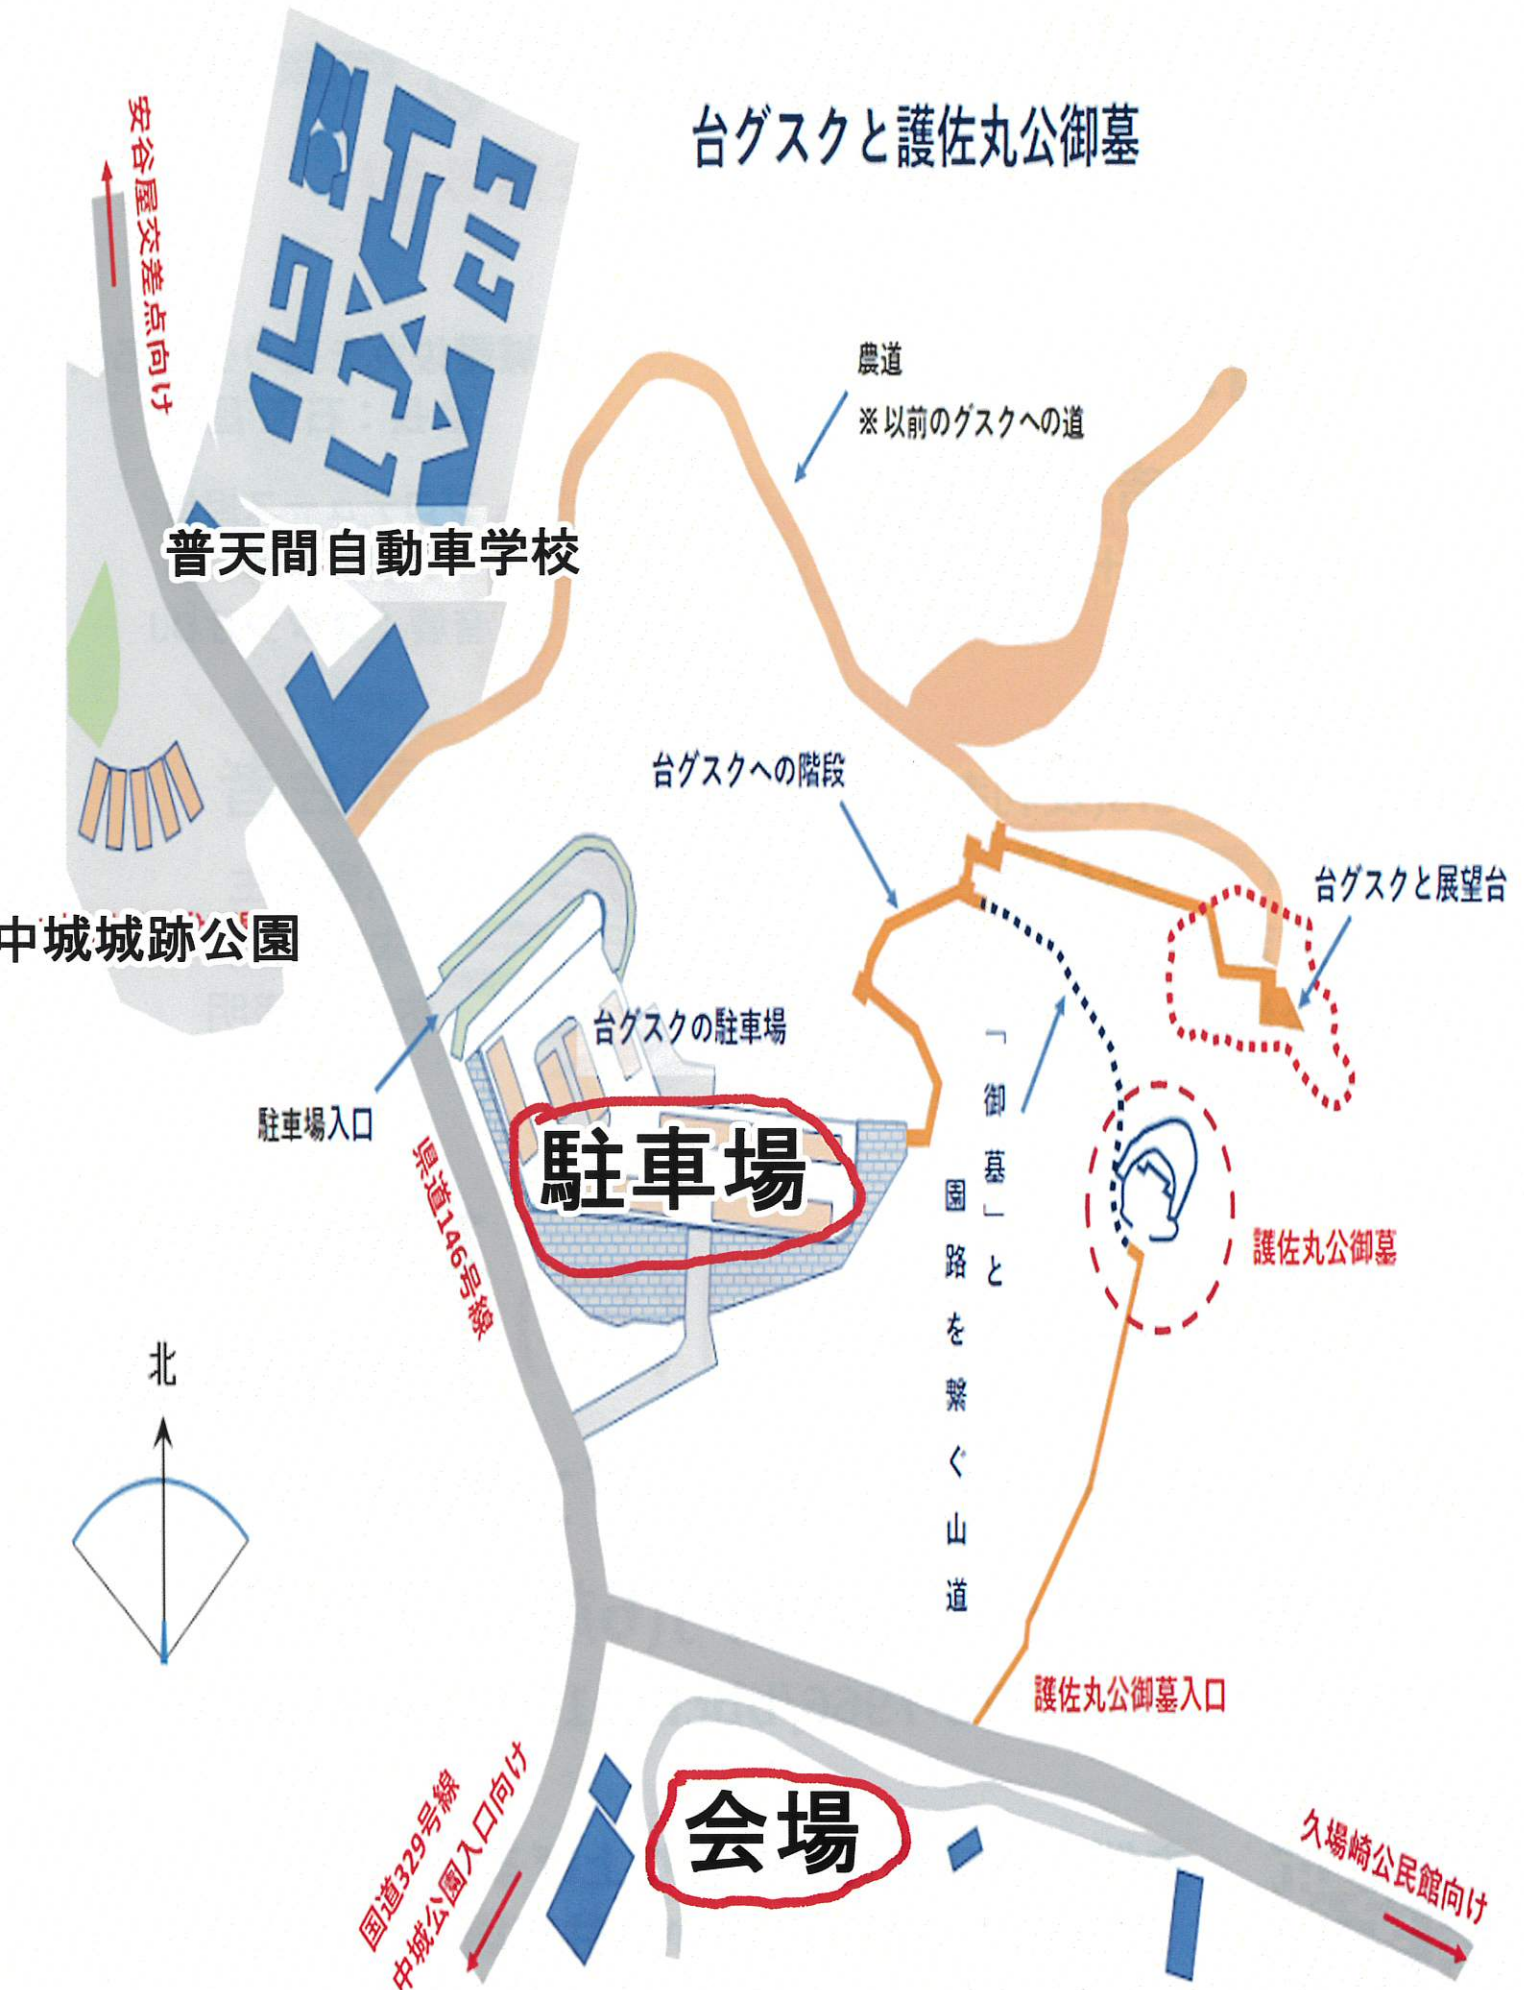 台グスクと護佐丸公御墓
安谷屋交差点向け
農道
※以前のグスクへの道
普天間自動車学校
台グスクへの階段
台グスクと展望台
中城城跡公園
台グスクの駐車場
駐車場入口
駐車場
県道146号線
「御墓」と
園路を繋ぐ山道
護佐丸公御墓
北
護佐丸公御墓入口
国道329号線
中城公園入口向け
会場
久場崎公民館向け